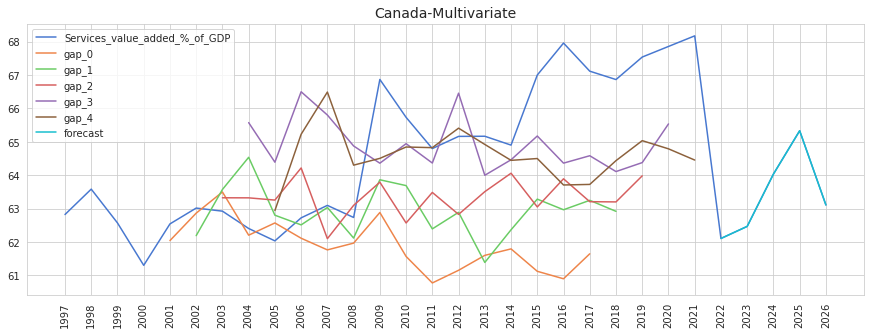 Canada-Multivariate
Services_value_added_%_of_GDP
gap_0
gap_1
gap_2
gap_3
gap_4
forecast
68
67
66
65
64
63
62
61
1997 1998 1999 2000 2001 2002 2003 2004 2005 2006 2007 2008 2009 2010 2011 2012 2013 2014 2015 2016 2017 2018 2019 2020 2021 2022 2023 2024 2025 2026